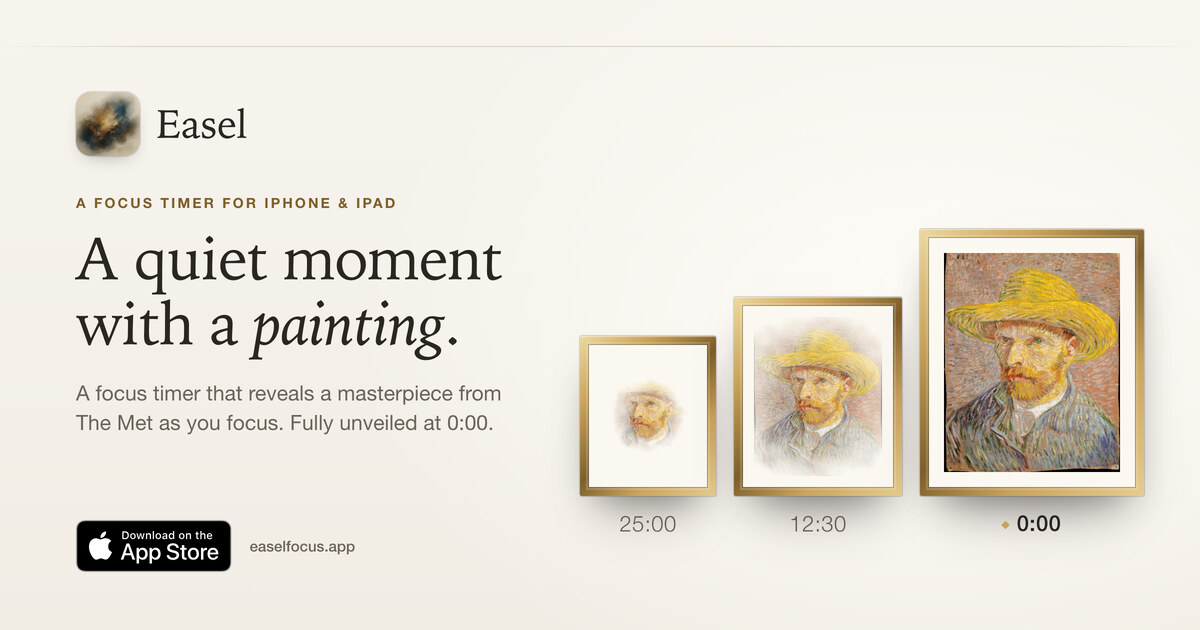 Easel
A FOCUS TIMER FOR IPHONE & IPAD
A quiet moment
with a painting.
A focus timer that reveals a masterpiece from
The Met as you focus. Fully unveiled at 0:00.
Download on the
App Store
easelfocus.app
25:00
12:30
0:00